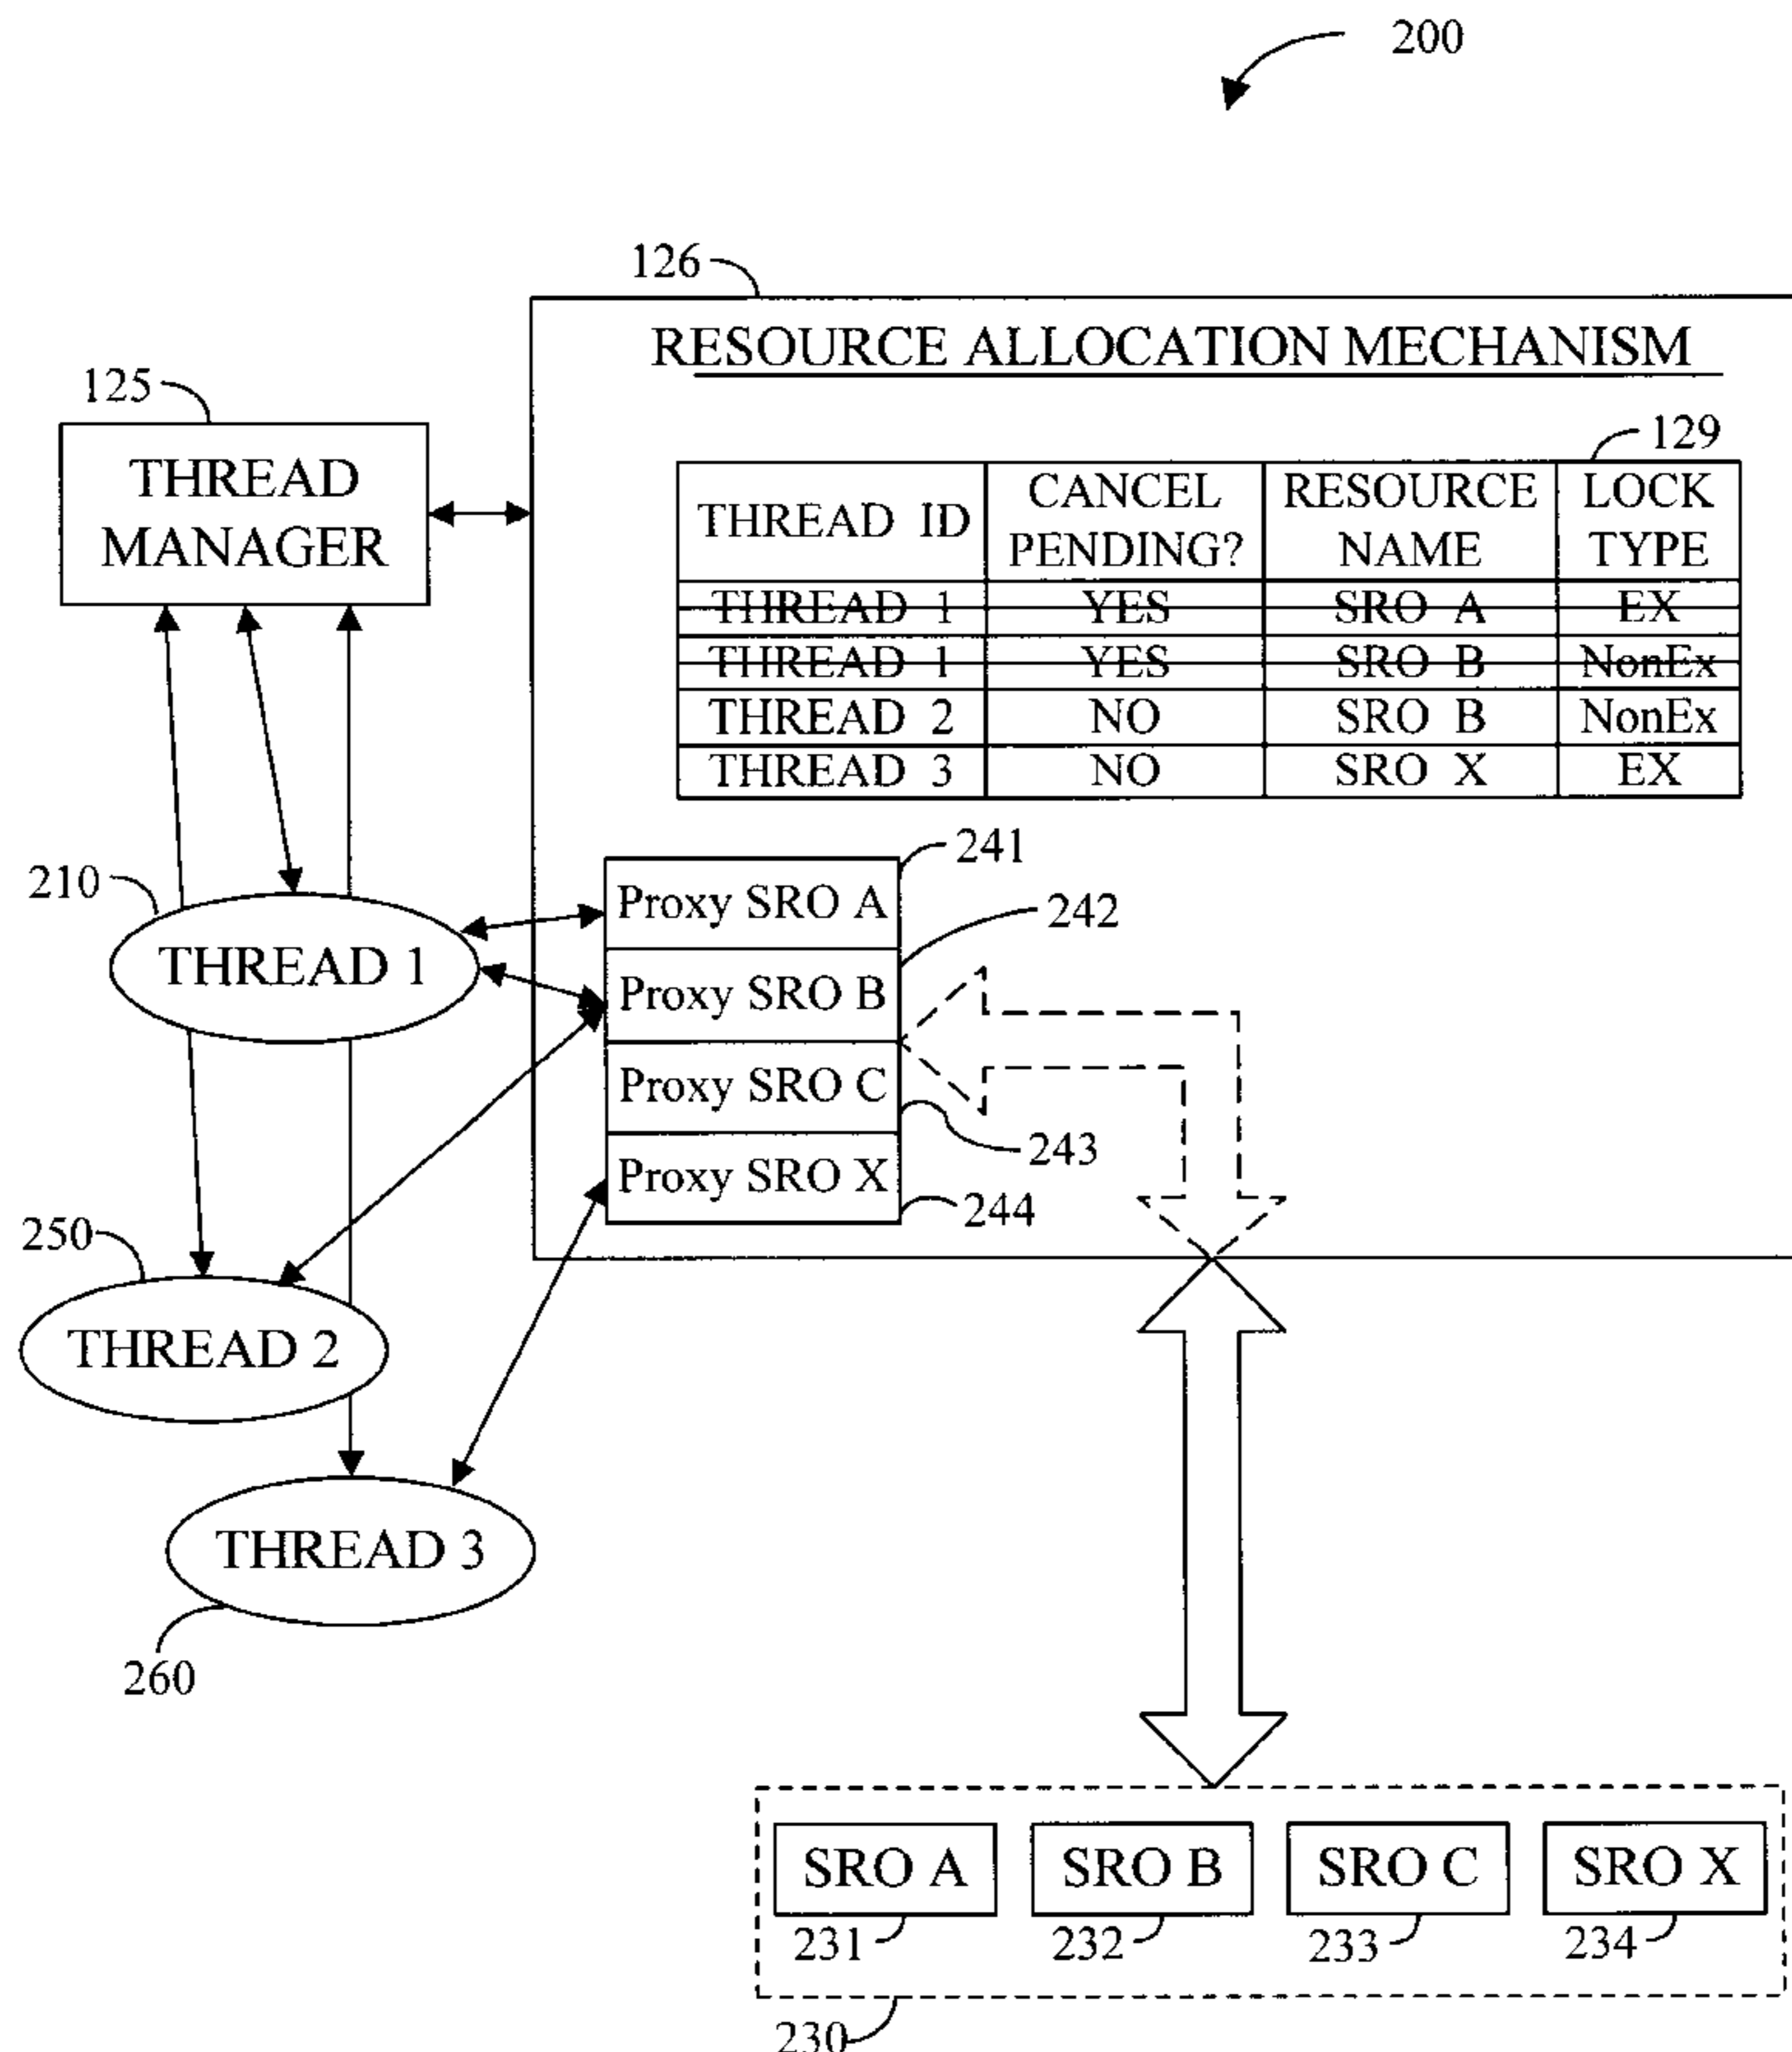 200
126
RESOURCE ALLOCATION MECHANISM
125
THREAD
MANAGER
129
THREAD ID
CANCEL
PENDING?
RESOURCE
NAME
LOCK
TYPE
THREAD 1 YES SRO A EX
THREAD 1 YES SRO B NonEx
THREAD 2 NO SRO B NonEx
THREAD 3 NO SRO X EX
210
THREAD 1
Proxy SRO A
241
Proxy SRO B
242
Proxy SRO C
243
Proxy SRO X
244
250
THREAD 2
THREAD 3
260
SRO A
SRO B
SRO C
SRO X
231
232
233
234
230